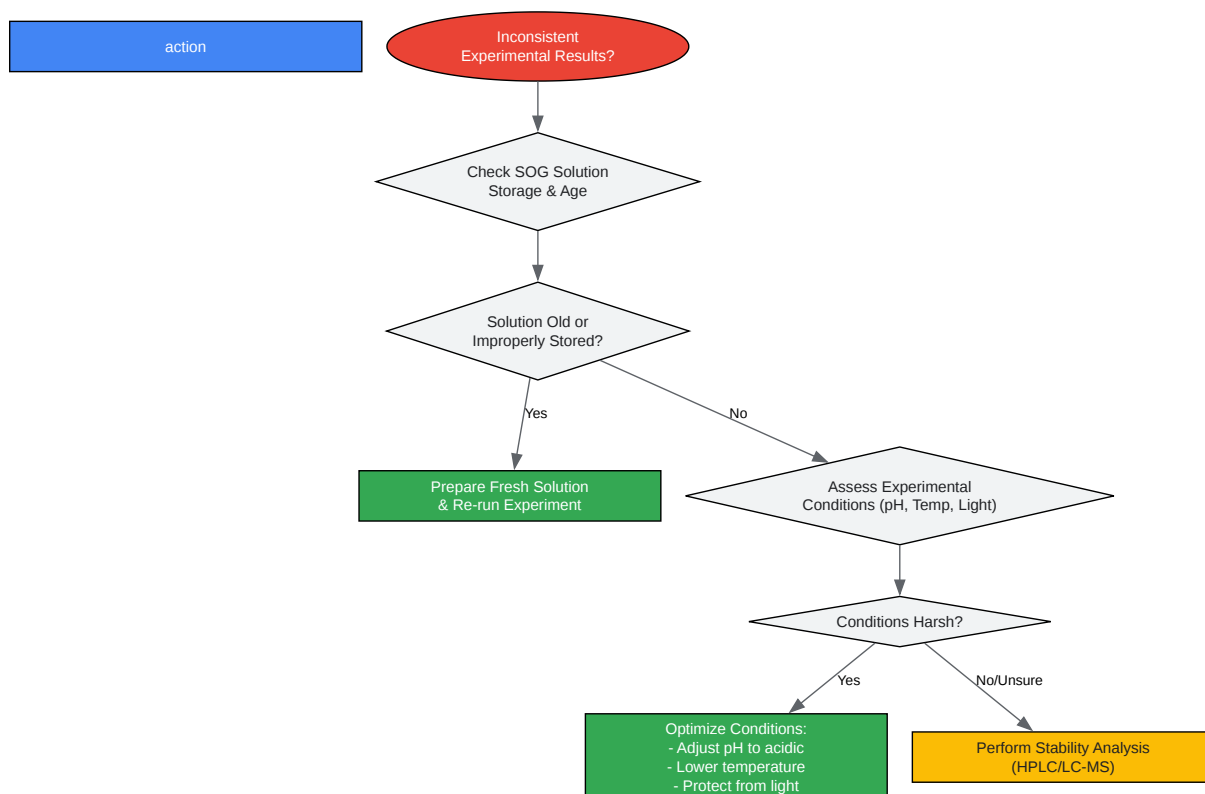 action
Inconsistent
Experimental Results?
Check SOG Solution
Storage & Age
Solution Old or
Improperly Stored?
Yes
No
Prepare Fresh Solution
& Re-run Experiment
Assess Experimental
Conditions (pH, Temp, Light)
Conditions Harsh?
Yes
No/Unsure
Optimize Conditions:
- Adjust pH to acidic
- Lower temperature
- Protect from light
Perform Stability Analysis
(HPLC/LC-MS)